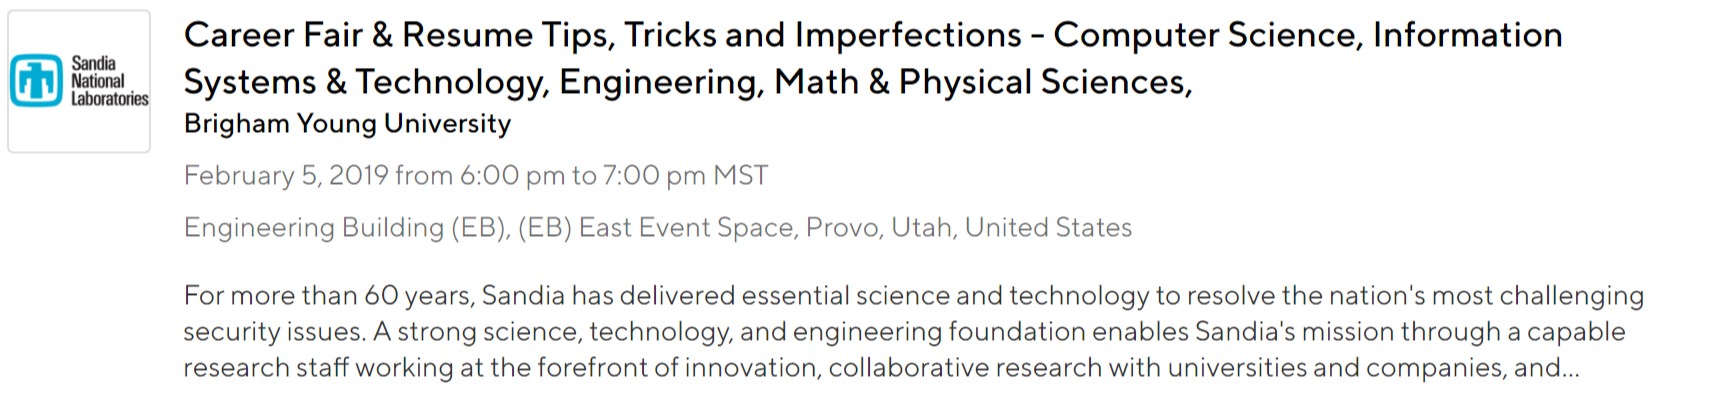 Sandia
National
Laboratories
Career Fair & Resume Tips, Tricks and Imperfections - Computer Science, Information
Systems & Technology, Engineering, Math & Physical Sciences,
Brigham Young University
February 5, 2019 from 6:00 pm to 7:00 pm MST
Engineering Building (EB), (EB) East Event Space, Provo, Utah, United States
For more than 60 years, Sandia has delivered essential science and technology to resolve the nation's most challenging
security issues. A strong science, technology, and engineering foundation enables Sandia's mission through a capable
research staff working at the forefront of innovation, collaborative research with universities and companies, and...